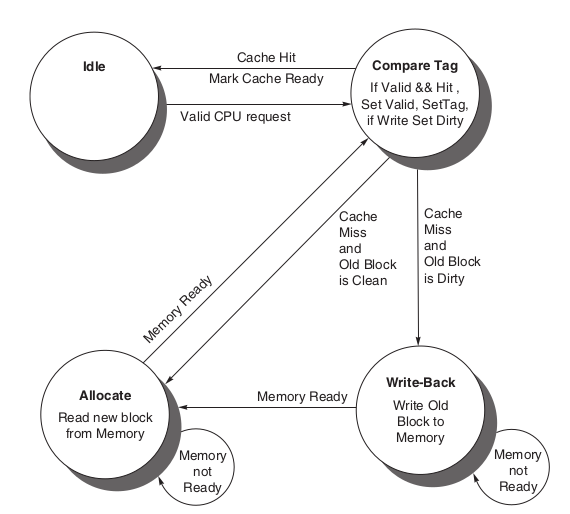 Idle
Cache Hit
Mark Cache Ready
Valid CPU request
Compare Tag
If Valid && Hit ,
Set Valid, SetTag,
if Write Set Dirty
Cache
Miss
and
Old Block
is Clean
Cache
Miss
and
Old Block
is Dirty
Memory Ready
Allocate
Read new block
from Memory
Memory Ready
Write-Back
Write Old
Block to
Memory
Memory
not
Ready
Memory
not
Ready